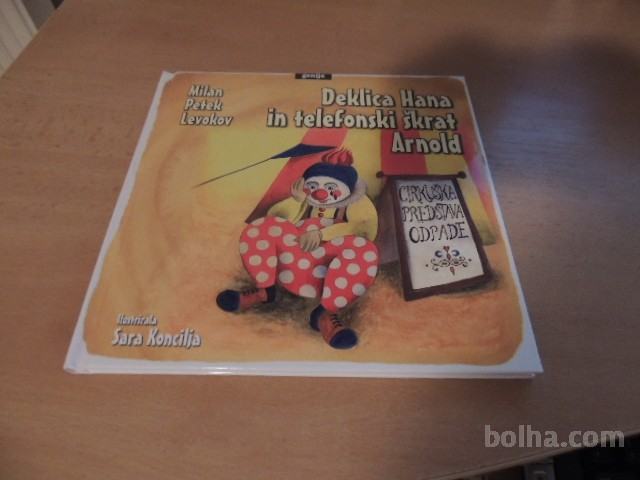 genija
Milan
Petek
Levokov
Deklica Hana
in telefonski škrat
Arnold
CIRKUŠKA
PREDSTAVA
ODPADE
Ilustrirala
Sara Koncilja
bolha.com